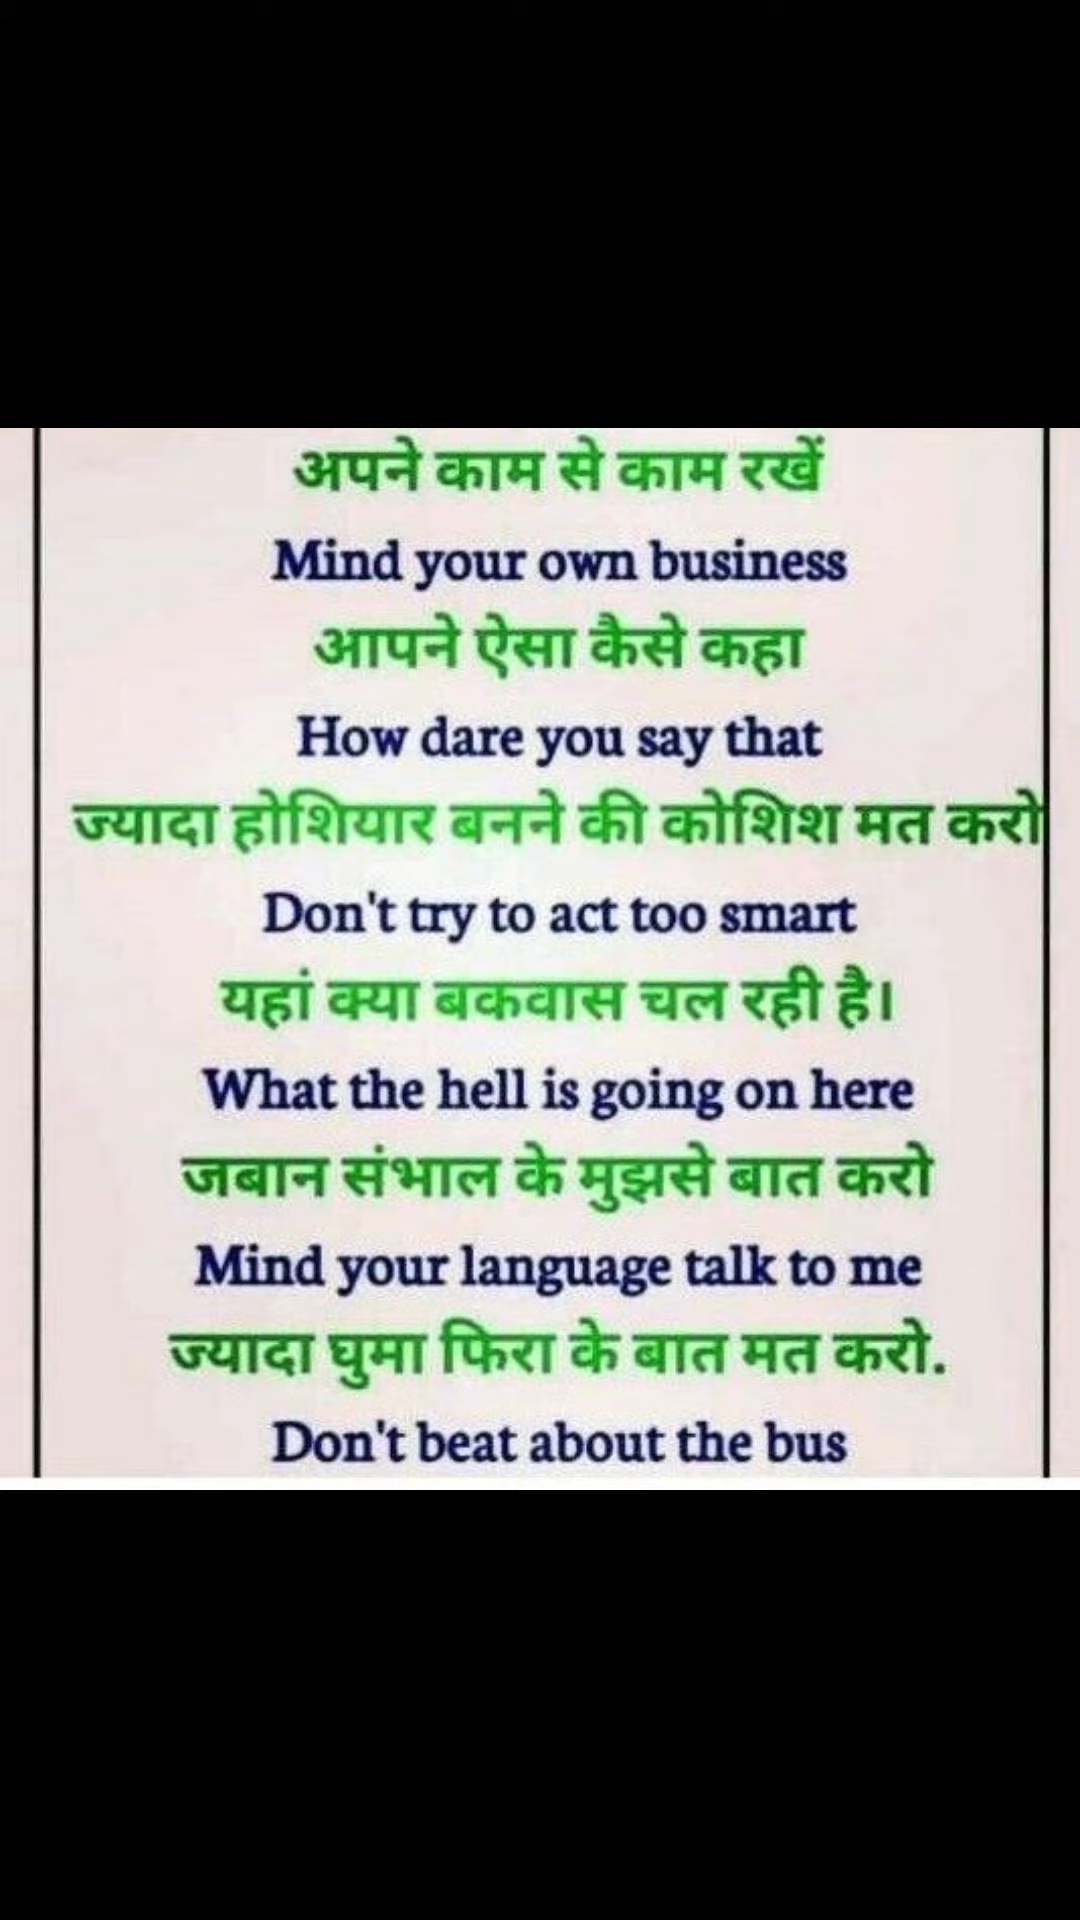 अपने काम से काम रखें
Mind your own business
आपने ऐसा कैसे कहा
How dare you say that
ज्यादा होशियार बनने की कोशिश मत करो
Don't try to act too smart
यहां क्या बकवास चल रही है।
What the hell is going on here
जबान संभाल के मुझसे बात करो
Mind your language talk to me
ज्यादा घुमा फिरा के बात मत करो.
Don't beat about the bus